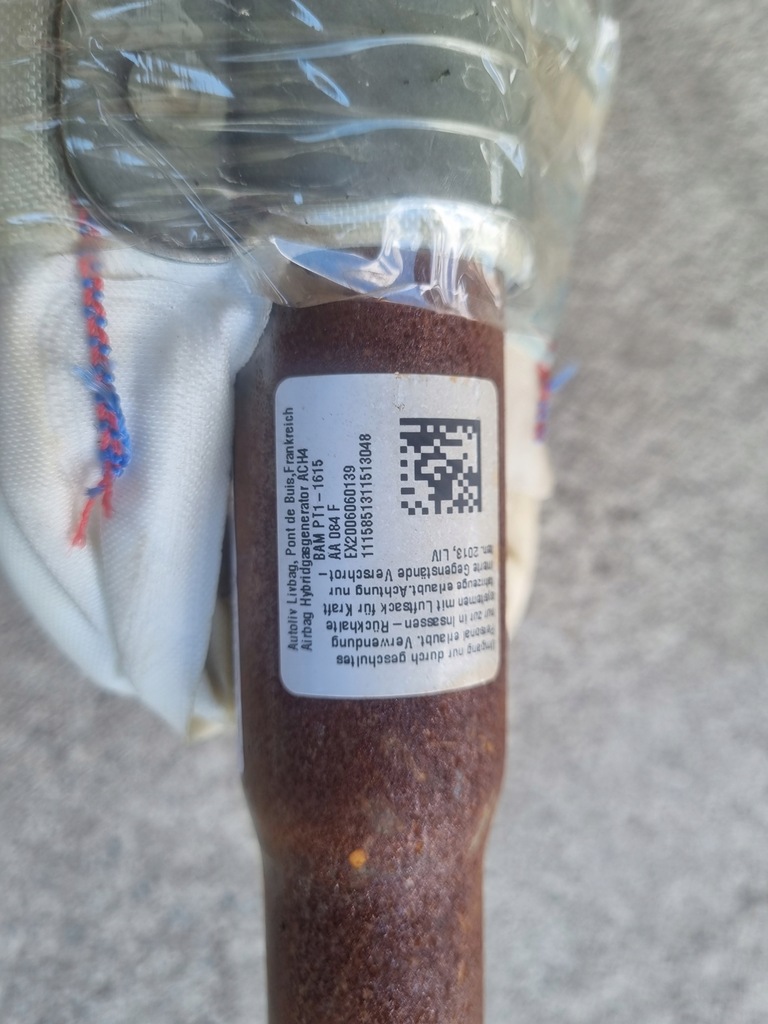 Autoliv Livbag, Pont de Buis,Frankreich
Airbag Hybridgasgenerator ACH4
BAM PT1-1615
AA 084 F
EX2006060139
1115851311513048
nur durch geschultes
Personal erlaubt. Verwendung
nur zur in Insassen-Rückhalte
systemen mit Luftsack für Kraft
fahrzeuge erlaubt.Achtung nur
Gegenstände Verschrot-
ten. 2013, LIV